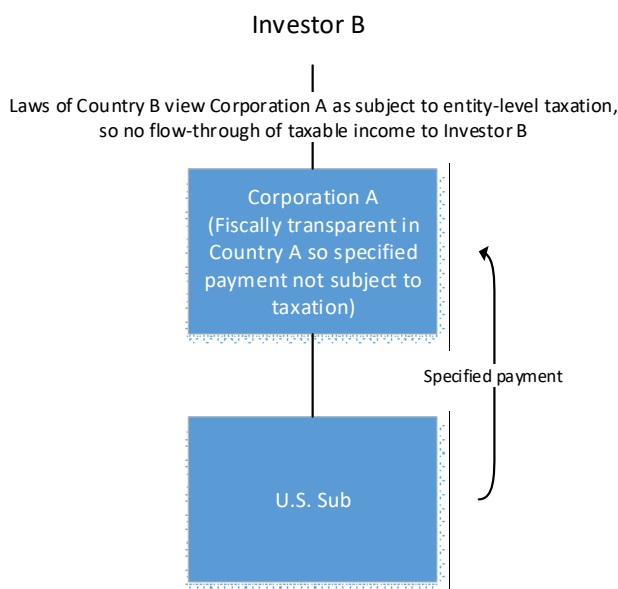 Investor B
Laws of Country B view Corporation A as subject to entity-level taxation,
so no flow-through of taxable income to Investor B
Corporation A
(Fiscally transparent in
Country A so specified
payment not subject to
taxation)
Specified payment
U.S. Sub